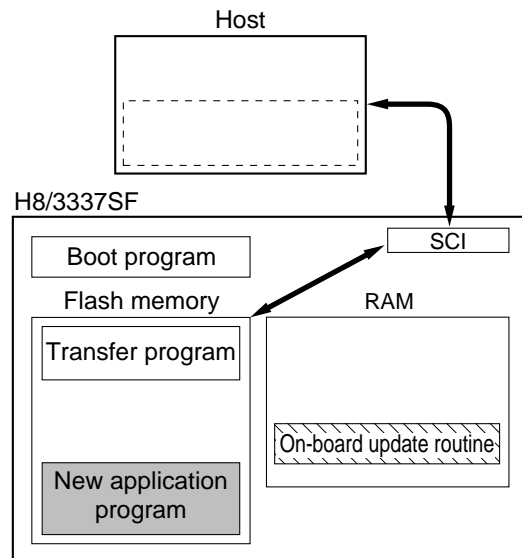 Host
H8/3337SF
SCI
Boot program
Flash memory
RAM
Transfer program
On-board update routine
New application
program